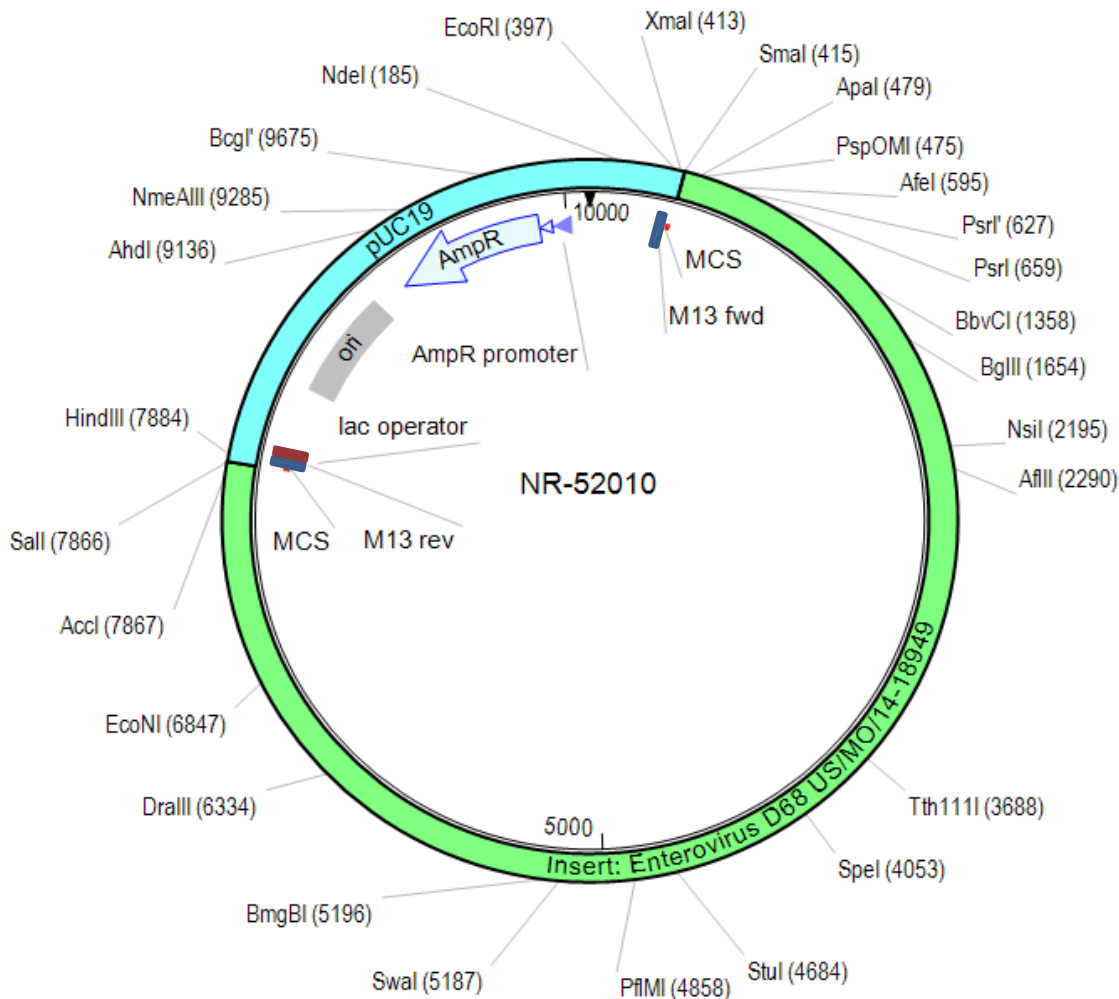 EcoRI (397)
XmaI (413)
SmaI (415)
NdeI (185)
ApaI (479)
BcgI' (9675)
PspOMI (475)
AfeI (595)
NmeAIII (9285)
PsrI' (627)
AhdI (9136)
PsrI (659)
pUC19
AmpR
10000
MCS
M13 fwd
BbvCI (1358)
ori
AmpR promoter
BglII (1654)
HindIII (7884)
lac operator
NsiI (2195)
AflII (2290)
NR-52010
SalI (7866)
MCS
M13 rev
AccI (7867)
EcoNI (6847)
DraIII (6334)
Tth111I (3688)
5000
Insert: Enterovirus D68 US/MO/14-18949
SpeI (4053)
BmgBI (5196)
StuI (4684)
SwaI (5187)
PflMI (4858)